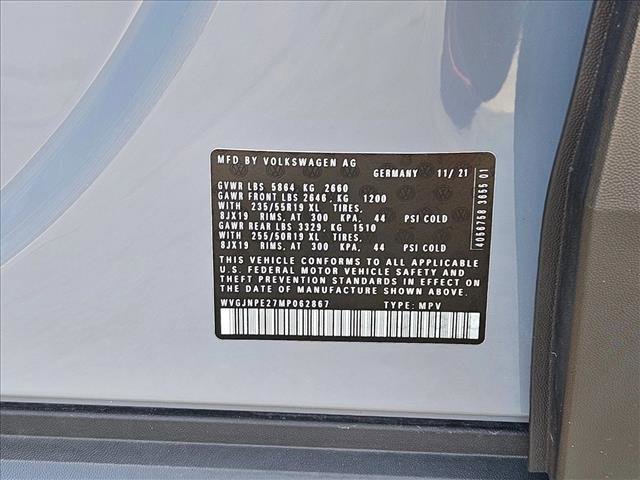 MFD BY VOLKSWAGEN AG
GERMANY 11/21
GVWR LBS 5864, KG 2660
GAWR FRONT LBS 2646, KG 1200
WITH 235/55R19 XL TIRES,
8JX19 RIMS, AT 300 KPA, 44 PSI COLD
GAWR REAR LBS 3329, KG 1510
WITH 255/50R19 XL TIRES,
8JX19 RIMS, AT 300 KPA, 44 PSI COLD
THIS VEHICLE CONFORMS TO ALL APPLICABLE
U.S. FEDERAL MOTOR VEHICLE SAFETY AND
THEFT PREVENTION STANDARDS IN EFFECT ON
THE DATE OF MANUFACTURE SHOWN ABOVE
WVGJNPE27MP062867 TYPE: MPV
4056758 3655 01